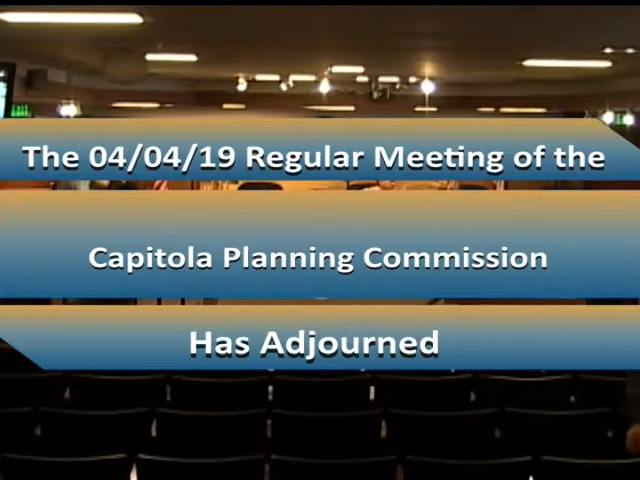 The 04/04/19 Regular Meeting of the
Capitola Planning Commission
Has Adjourned